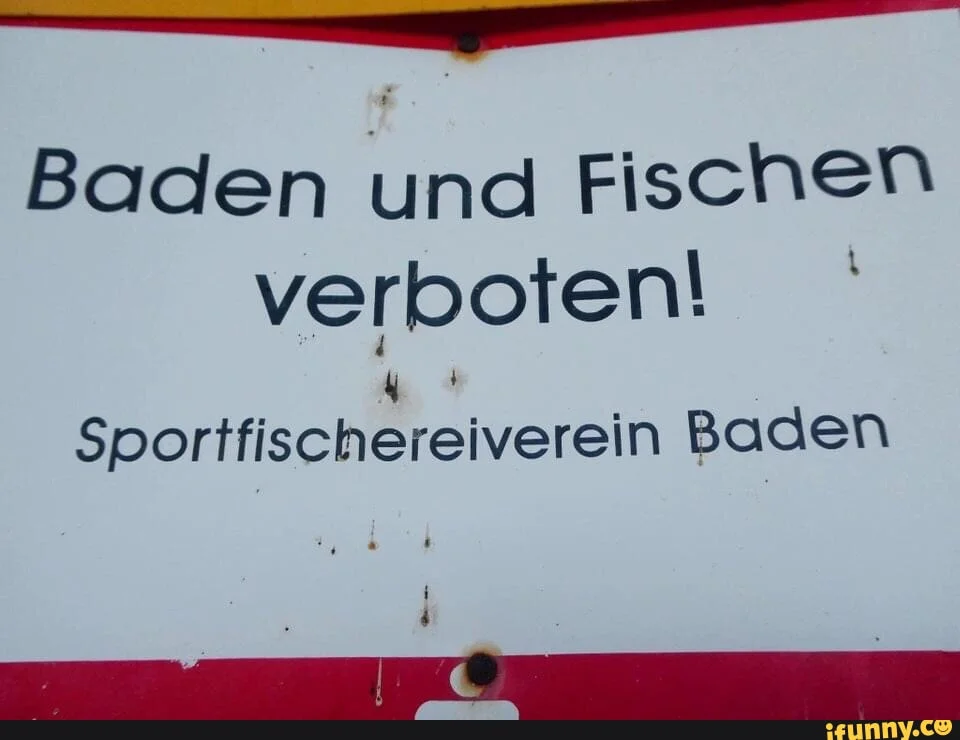 Baden und Fischen
verboten!
Sportfischereiverein Baden
ifunny.co